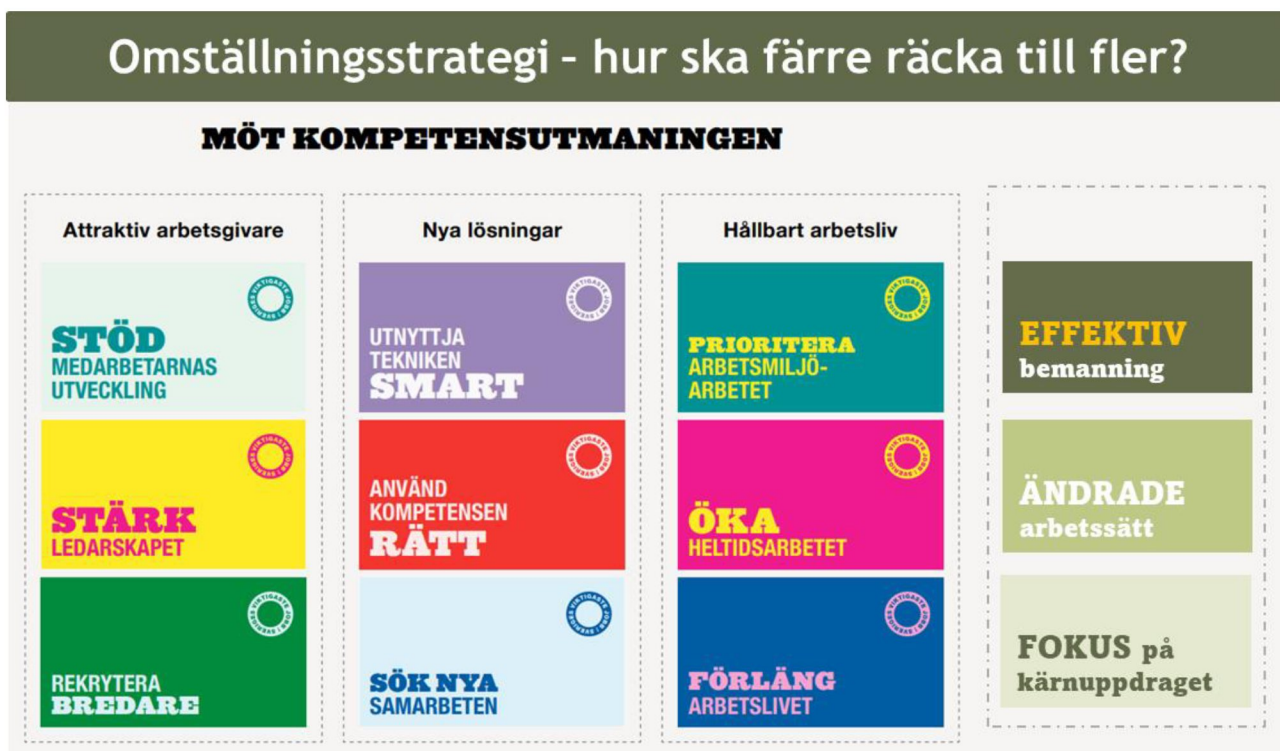 Omställningsstrategi – hur ska färre räcka till fler?
MÖT KOMPETENSUTMANINGEN
Attraktiv arbetsgivare
STÖD
MEDARBETARNAS
UTVECKLING
STÄRK
LEDARSKAPET
REKRYTERA
BREDARE
Nya lösningar
UTNYTTJA
TEKNIKEN
SMART
ANVÄND
KOMPETENSEN
RÄTT
SÖK NYA
SAMARBETEN
Hållbart arbetsliv
PRIORITERA
ARBETSMILJÖ-
ARBETET
ÖKA
HELTIDSARBETET
FÖRLÄNG
ARBETSLIVET
EFFEKTIV
bemanning
ÄNDRADE
arbetssätt
FOKUS på
kärnuppdraget